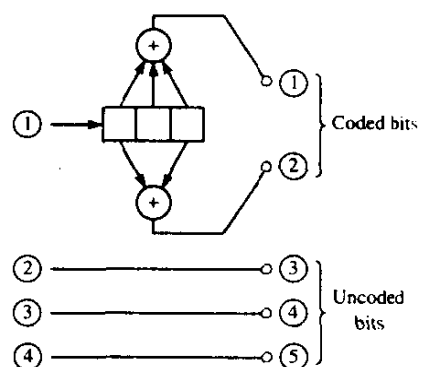 +
①
①
Coded bits
②
+
② ③
③ ④
Uncoded
bits
④ ⑤